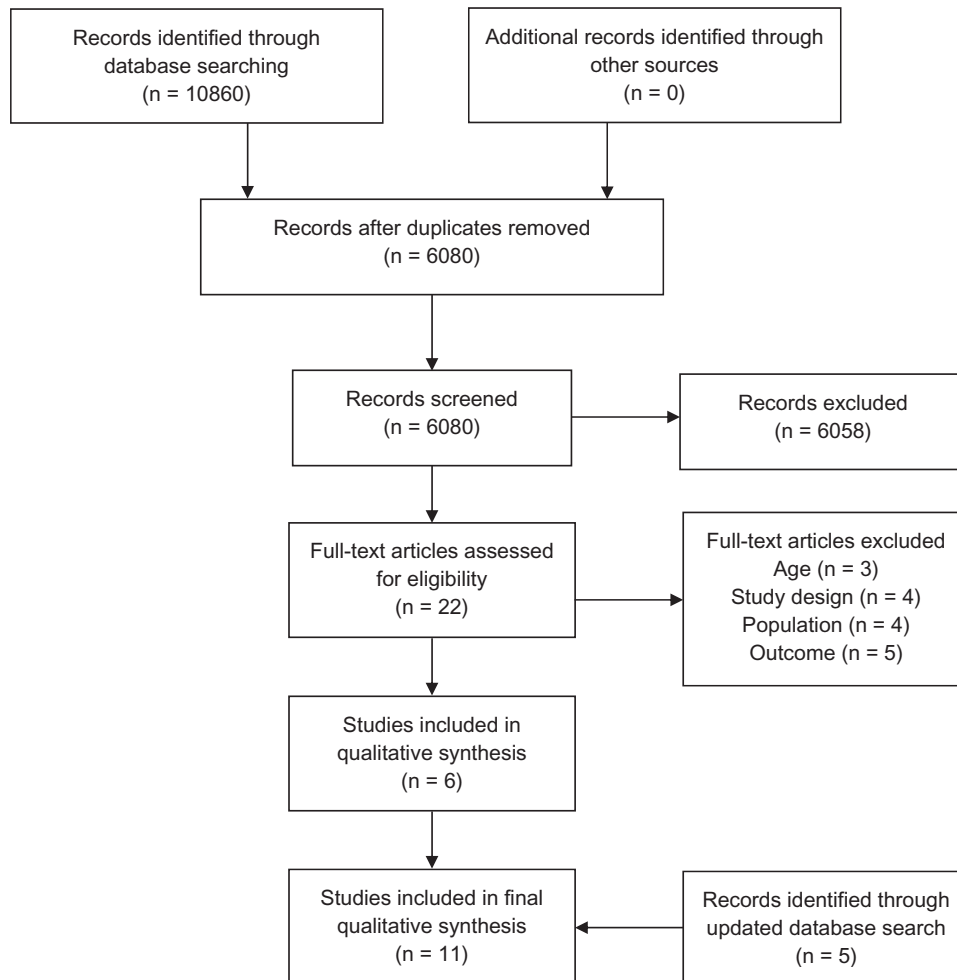 Records identified through
database searching
(n = 10860)
Additional records identified through
other sources
(n = 0)
Records after duplicates removed
(n = 6080)
Records screened
(n = 6080)
Records excluded
(n = 6058)
Full-text articles assessed
for eligibility
(n = 22)
Full-text articles excluded
Age (n = 3)
Study design (n = 4)
Population (n = 4)
Outcome (n = 5)
Studies included in
qualitative synthesis
(n = 6)
Studies included in final
qualitative synthesis
n = 11)
Records identified through
updated database search
(n = 5)